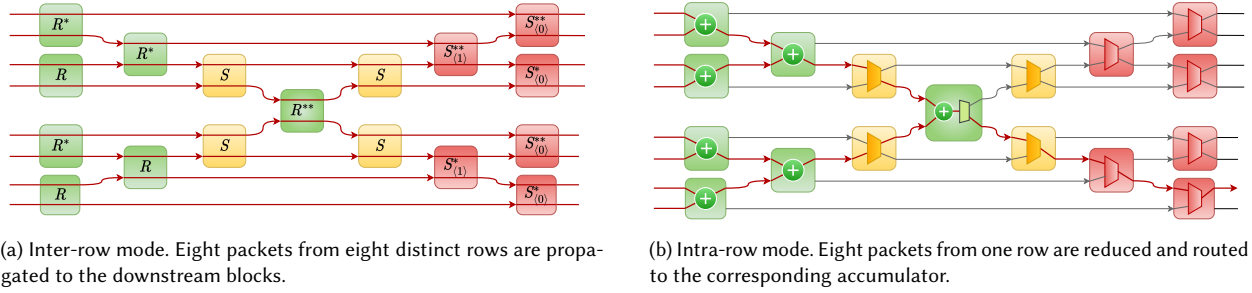 R*
R*
R
S
S
S**⟨1⟩
S**⟨0⟩
S*⟨0⟩
R**
R*
R
R
S
S
S*⟨1⟩
S**⟨0⟩
S*⟨0⟩
(a) Inter-row mode. Eight packets from eight distinct rows are propa-
gated to the downstream blocks.
(b) Intra-row mode. Eight packets from one row are reduced and routed
to the corresponding accumulator.